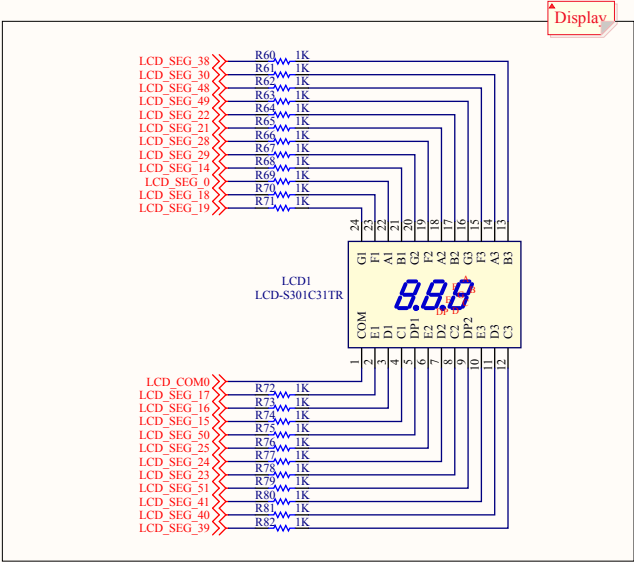 Display
LCD_SEG_38 R60 1K
LCD_SEG_30 R61 1K
LCD_SEG_48 R62 1K
LCD_SEG_49 R63 1K
LCD_SEG_22 R64 1K
LCD_SEG_21 R65 1K
LCD_SEG_28 R66 1K
LCD_SEG_29 R67 1K
LCD_SEG_14 R68 1K
LCD_SEG_0 R69 1K
LCD_SEG_18 R70 1K
LCD_SEG_19 R71 1K
24 23 22 21 20 19 18 17 16 15 14 13
G1 F1 A1 B1 G2 F2 A2 B2 G3 F3 A3 B3
LCD1
LCD-S301C31TR
8.8.8
COM E1 D1 C1 DP1 E2 D2 C2 DP2 E3 D3 C3
1 2 3 4 5 6 7 8 9 10 11 12
LCD_COM0
LCD_SEG_17 R72 1K
LCD_SEG_16 R73 1K
LCD_SEG_15 R74 1K
LCD_SEG_50 R75 1K
LCD_SEG_25 R76 1K
LCD_SEG_24 R77 1K
LCD_SEG_23 R78 1K
LCD_SEG_51 R79 1K
LCD_SEG_41 R80 1K
LCD_SEG_40 R81 1K
LCD_SEG_39 R82 1K